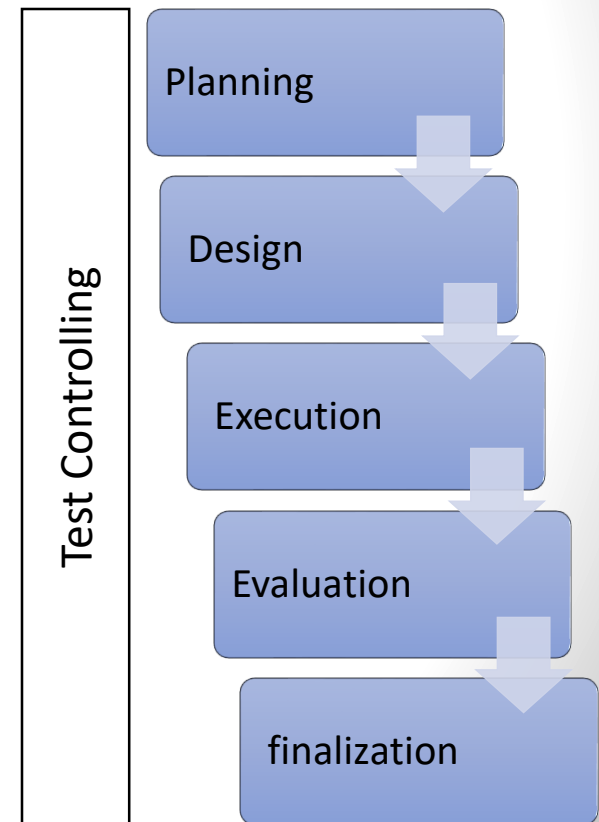 Test Controlling
Planning
Design
Execution
Evaluation
finalization